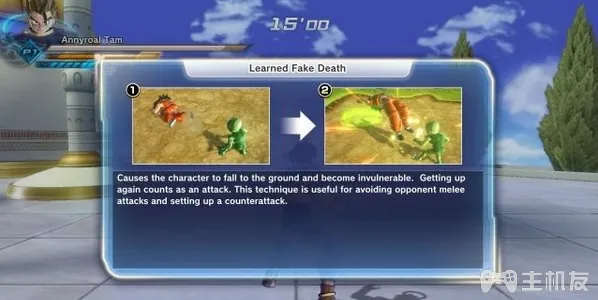 15'00
Annyroal Tam
P1
Learned Fake Death
1
2
Causes the character to fall to the ground and become invulnerable. Getting up
again counts as an attack. This technique is useful for avoiding opponent melee
attacks and setting up a counterattack.
主机友